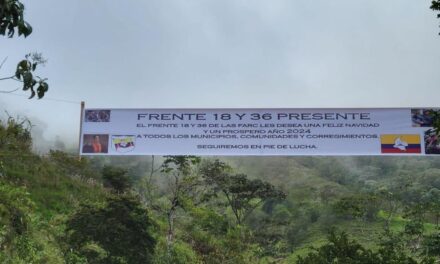 FRENTE 18 Y 36 PRESENTE
EL FRENTE 18 Y 36 DE LAS FARC LES DESEA UNA FELIZ NAVIDAD
Y UN PROSPERO AÑO 2024
A TODOS LOS MUNICIPIOS, COMUNIDADES Y CORREGIMIENTOS.
SEGUIREMOS EN PIE DE LUCHA.